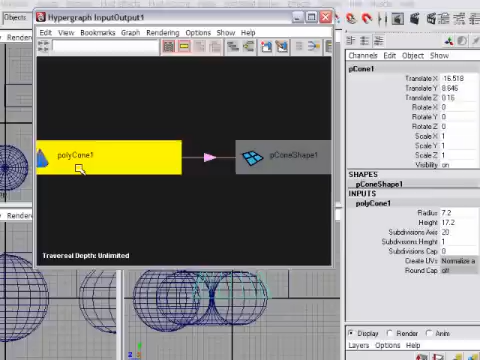 Objects
Hypergraph InputOutput1
Edit View Bookmarks Graph Rendering Options Show Help
polyCone1
pConeShape1
Traversal Depth: Unlimited
Channels Edit Object Show
pCone1
Translate X -16.518
Translate Y 8.646
Translate Z 0.16
Rotate X 0
Rotate Y 0
Rotate Z 0
Scale X 1
Scale Y 1
Scale Z 1
Visibility on
SHAPES
pConeShape1
INPUTS
polyCone1
Radius 7.2
Height 17.2
Subdivisions Axis 20
Subdivisions Height 1
Subdivisions Cap 0
Create UVs Normalize a
Round Cap off
Display Render Anim
Layers Options Help